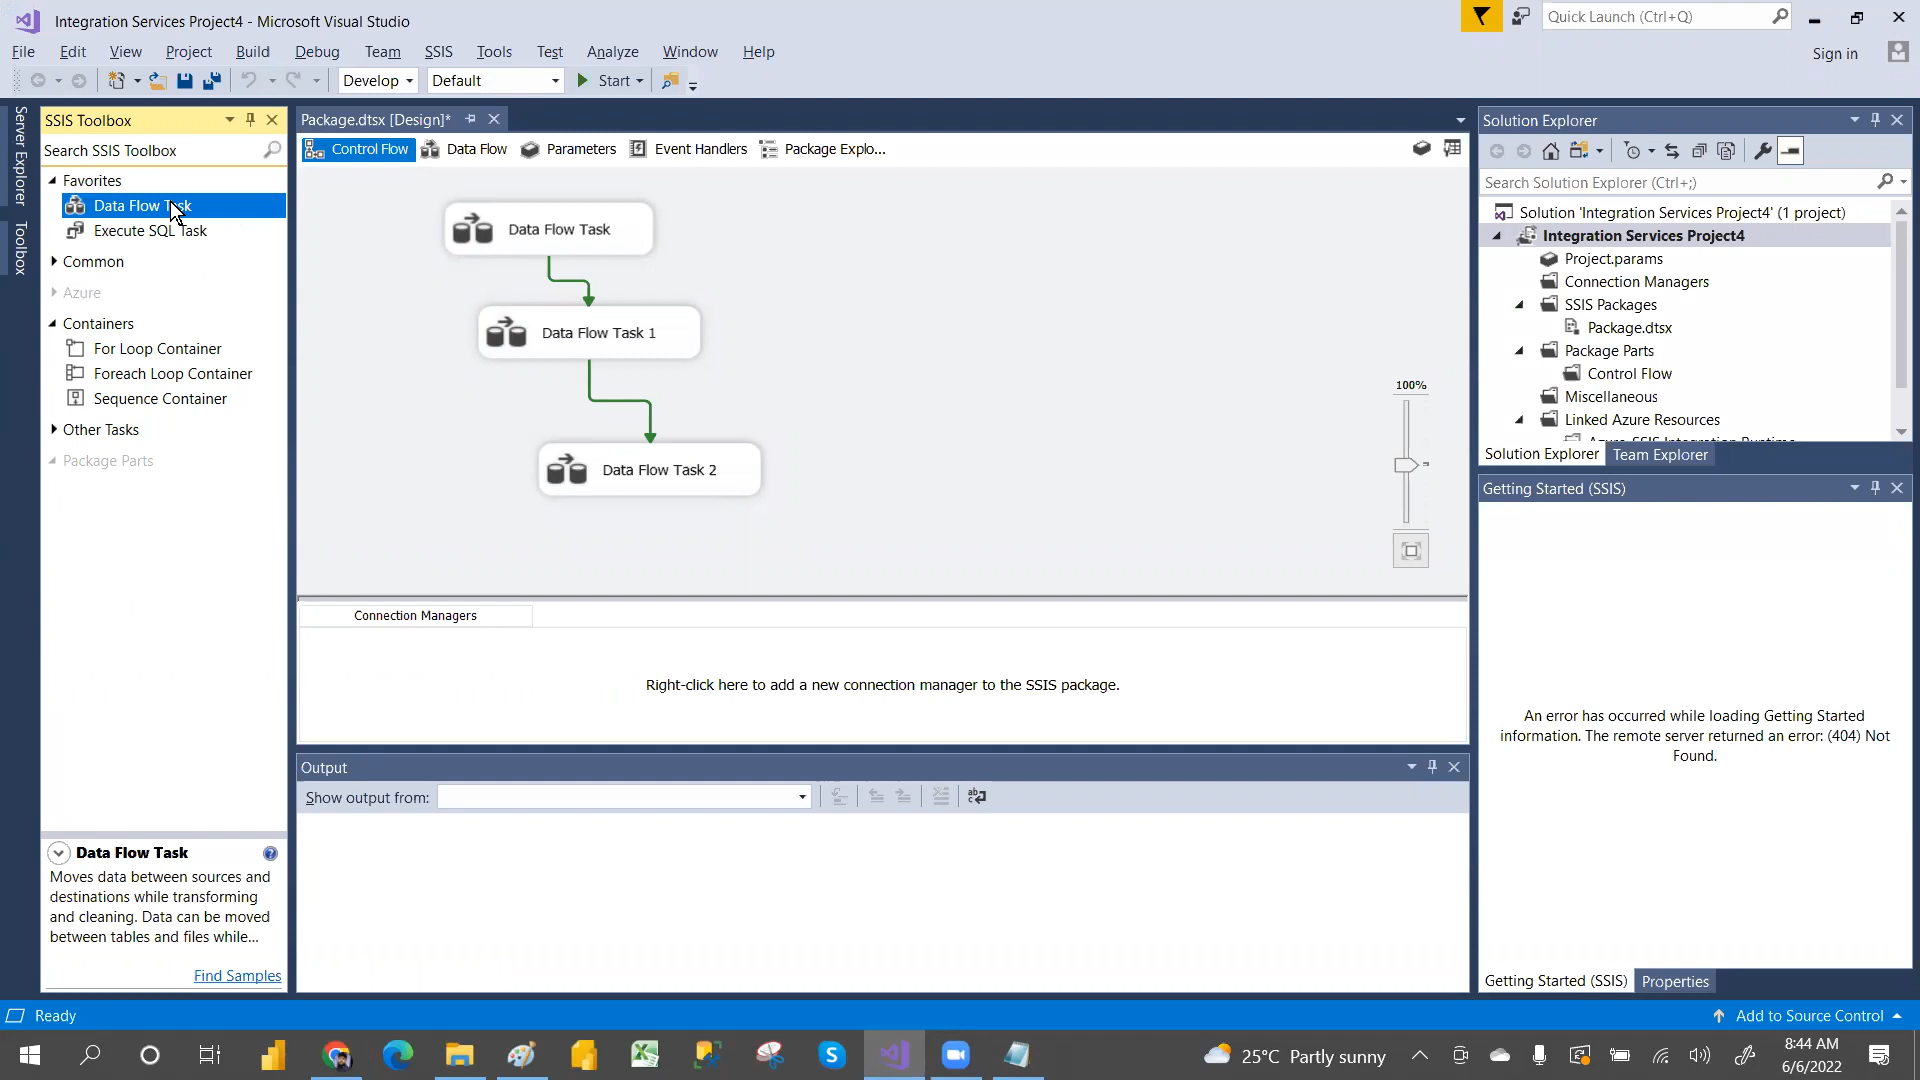 Integration Services Project4 - Microsoft Visual Studio
Quick Launch (Ctrl+Q)
File Edit View Project Build Debug Team SSIS Tools Test Analyze Window Help
Sign in
Develop Default Start
Server Explorer
Toolbox
SSIS Toolbox
Search SSIS Toolbox
Favorites
Data Flow Task
Execute SQL Task
Common
Azure
Containers
For Loop Container
Foreach Loop Container
Sequence Container
Other Tasks
Package Parts
Data Flow Task
Moves data between sources and
destinations while transforming
and cleaning. Data can be moved
between tables and files while...
Find Samples
Package.dtsx [Design]*
Control Flow Data Flow Parameters Event Handlers Package Explo...
Data Flow Task
Data Flow Task 1
Data Flow Task 2
100%
Connection Managers
Right-click here to add a new connection manager to the SSIS package.
Output
Show output from:
Solution Explorer
Search Solution Explorer (Ctrl+;)
Solution 'Integration Services Project4' (1 project)
Integration Services Project4
Project.params
Connection Managers
SSIS Packages
Package.dtsx
Package Parts
Control Flow
Miscellaneous
Linked Azure Resources
Solution Explorer Team Explorer
Getting Started (SSIS)
An error has occurred while loading Getting Started
information. The remote server returned an error: (404) Not
Found.
Getting Started (SSIS) Properties
Ready
Add to Source Control
25°C Partly sunny
8:44 AM
6/6/2022